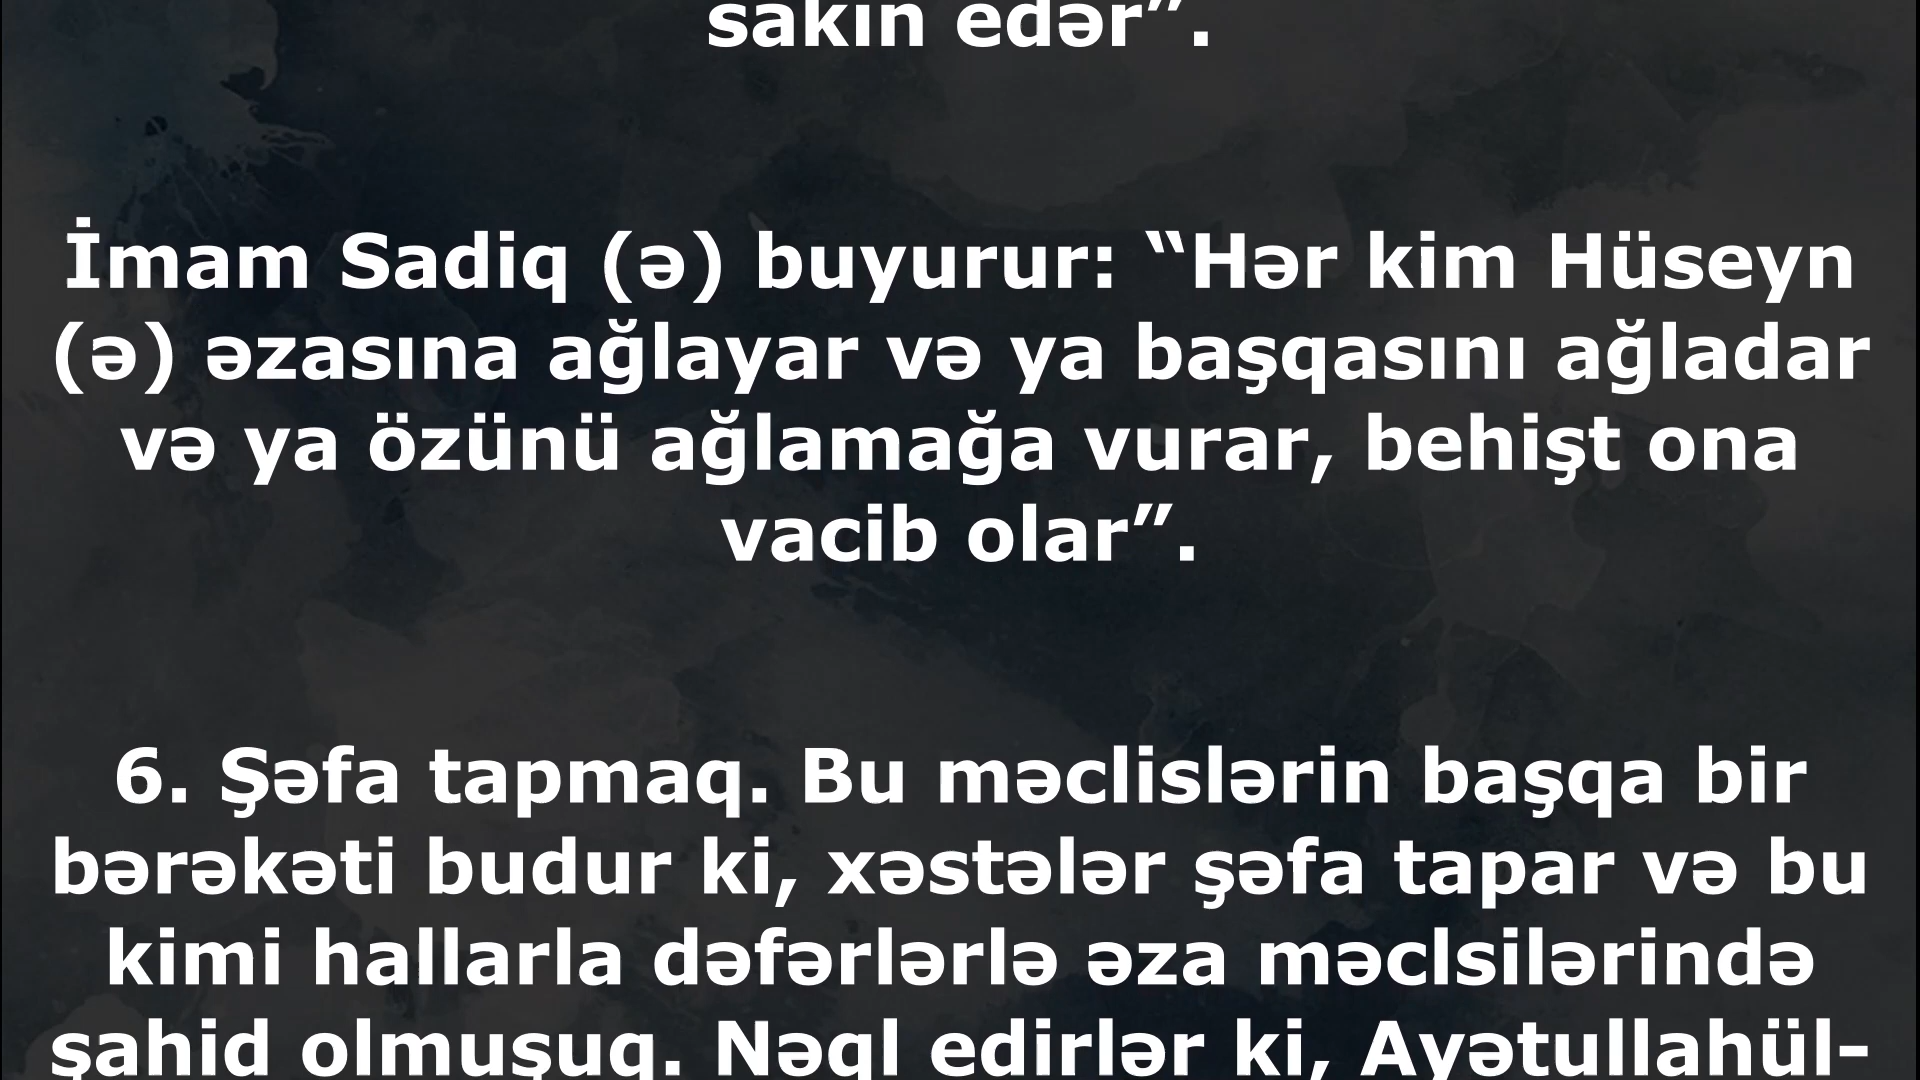 sakin edər”.
İmam Sadiq (ə) buyurur: “Hər kim Hüseyn
(ə) əzasına ağlayar və ya başqasını ağladar
və ya özünü ağlamağa vurar, behişt ona
vacib olar”.
6. Şəfa tapmaq. Bu məclislərin başqa bir
bərəkəti budur ki, xəstələr şəfa tapar və bu
kimi hallarla dəfərlərlə əza məclsilərində
şahid olmuşuq. Nəql edirlər ki, Ayətullahül-